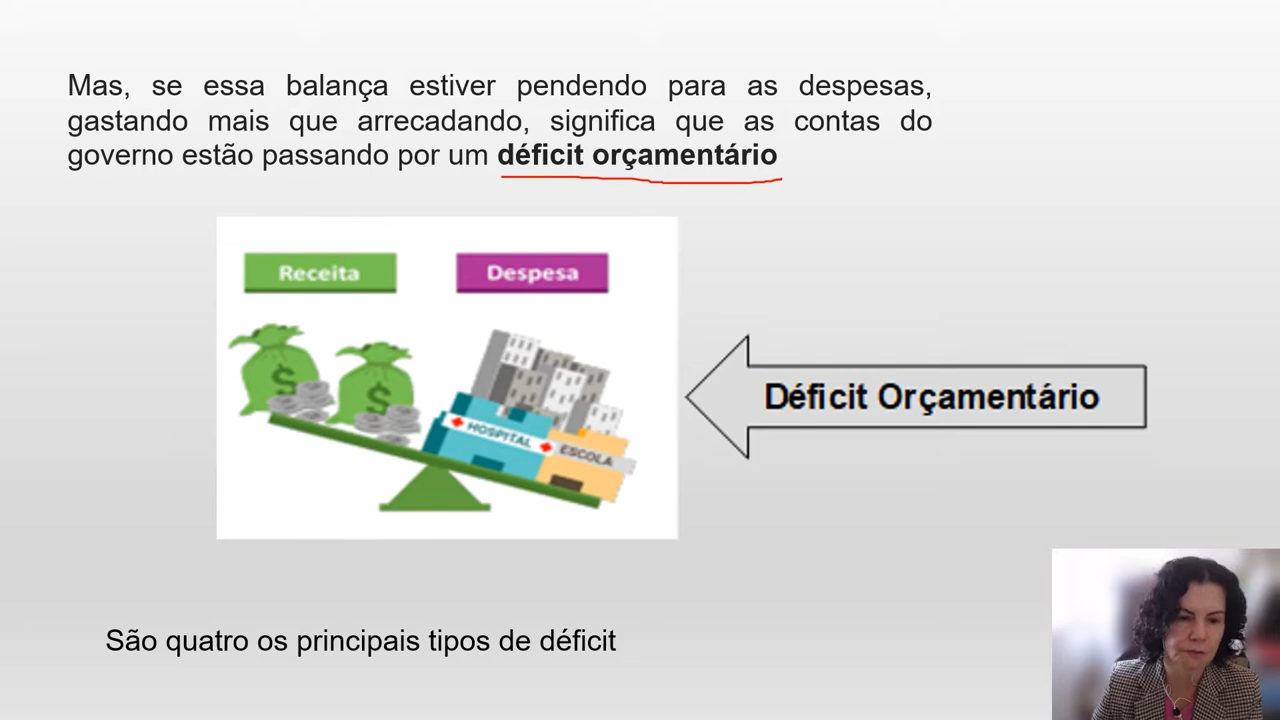 Mas, se essa balança estiver pendendo para as despesas,
gastando mais que arrecadando, significa que as contas do
governo estão passando por um déficit orçamentário
Receita
Despesa
$
$
HOSPITAL
ESCOLA
Déficit Orçamentário
São quatro os principais tipos de déficit